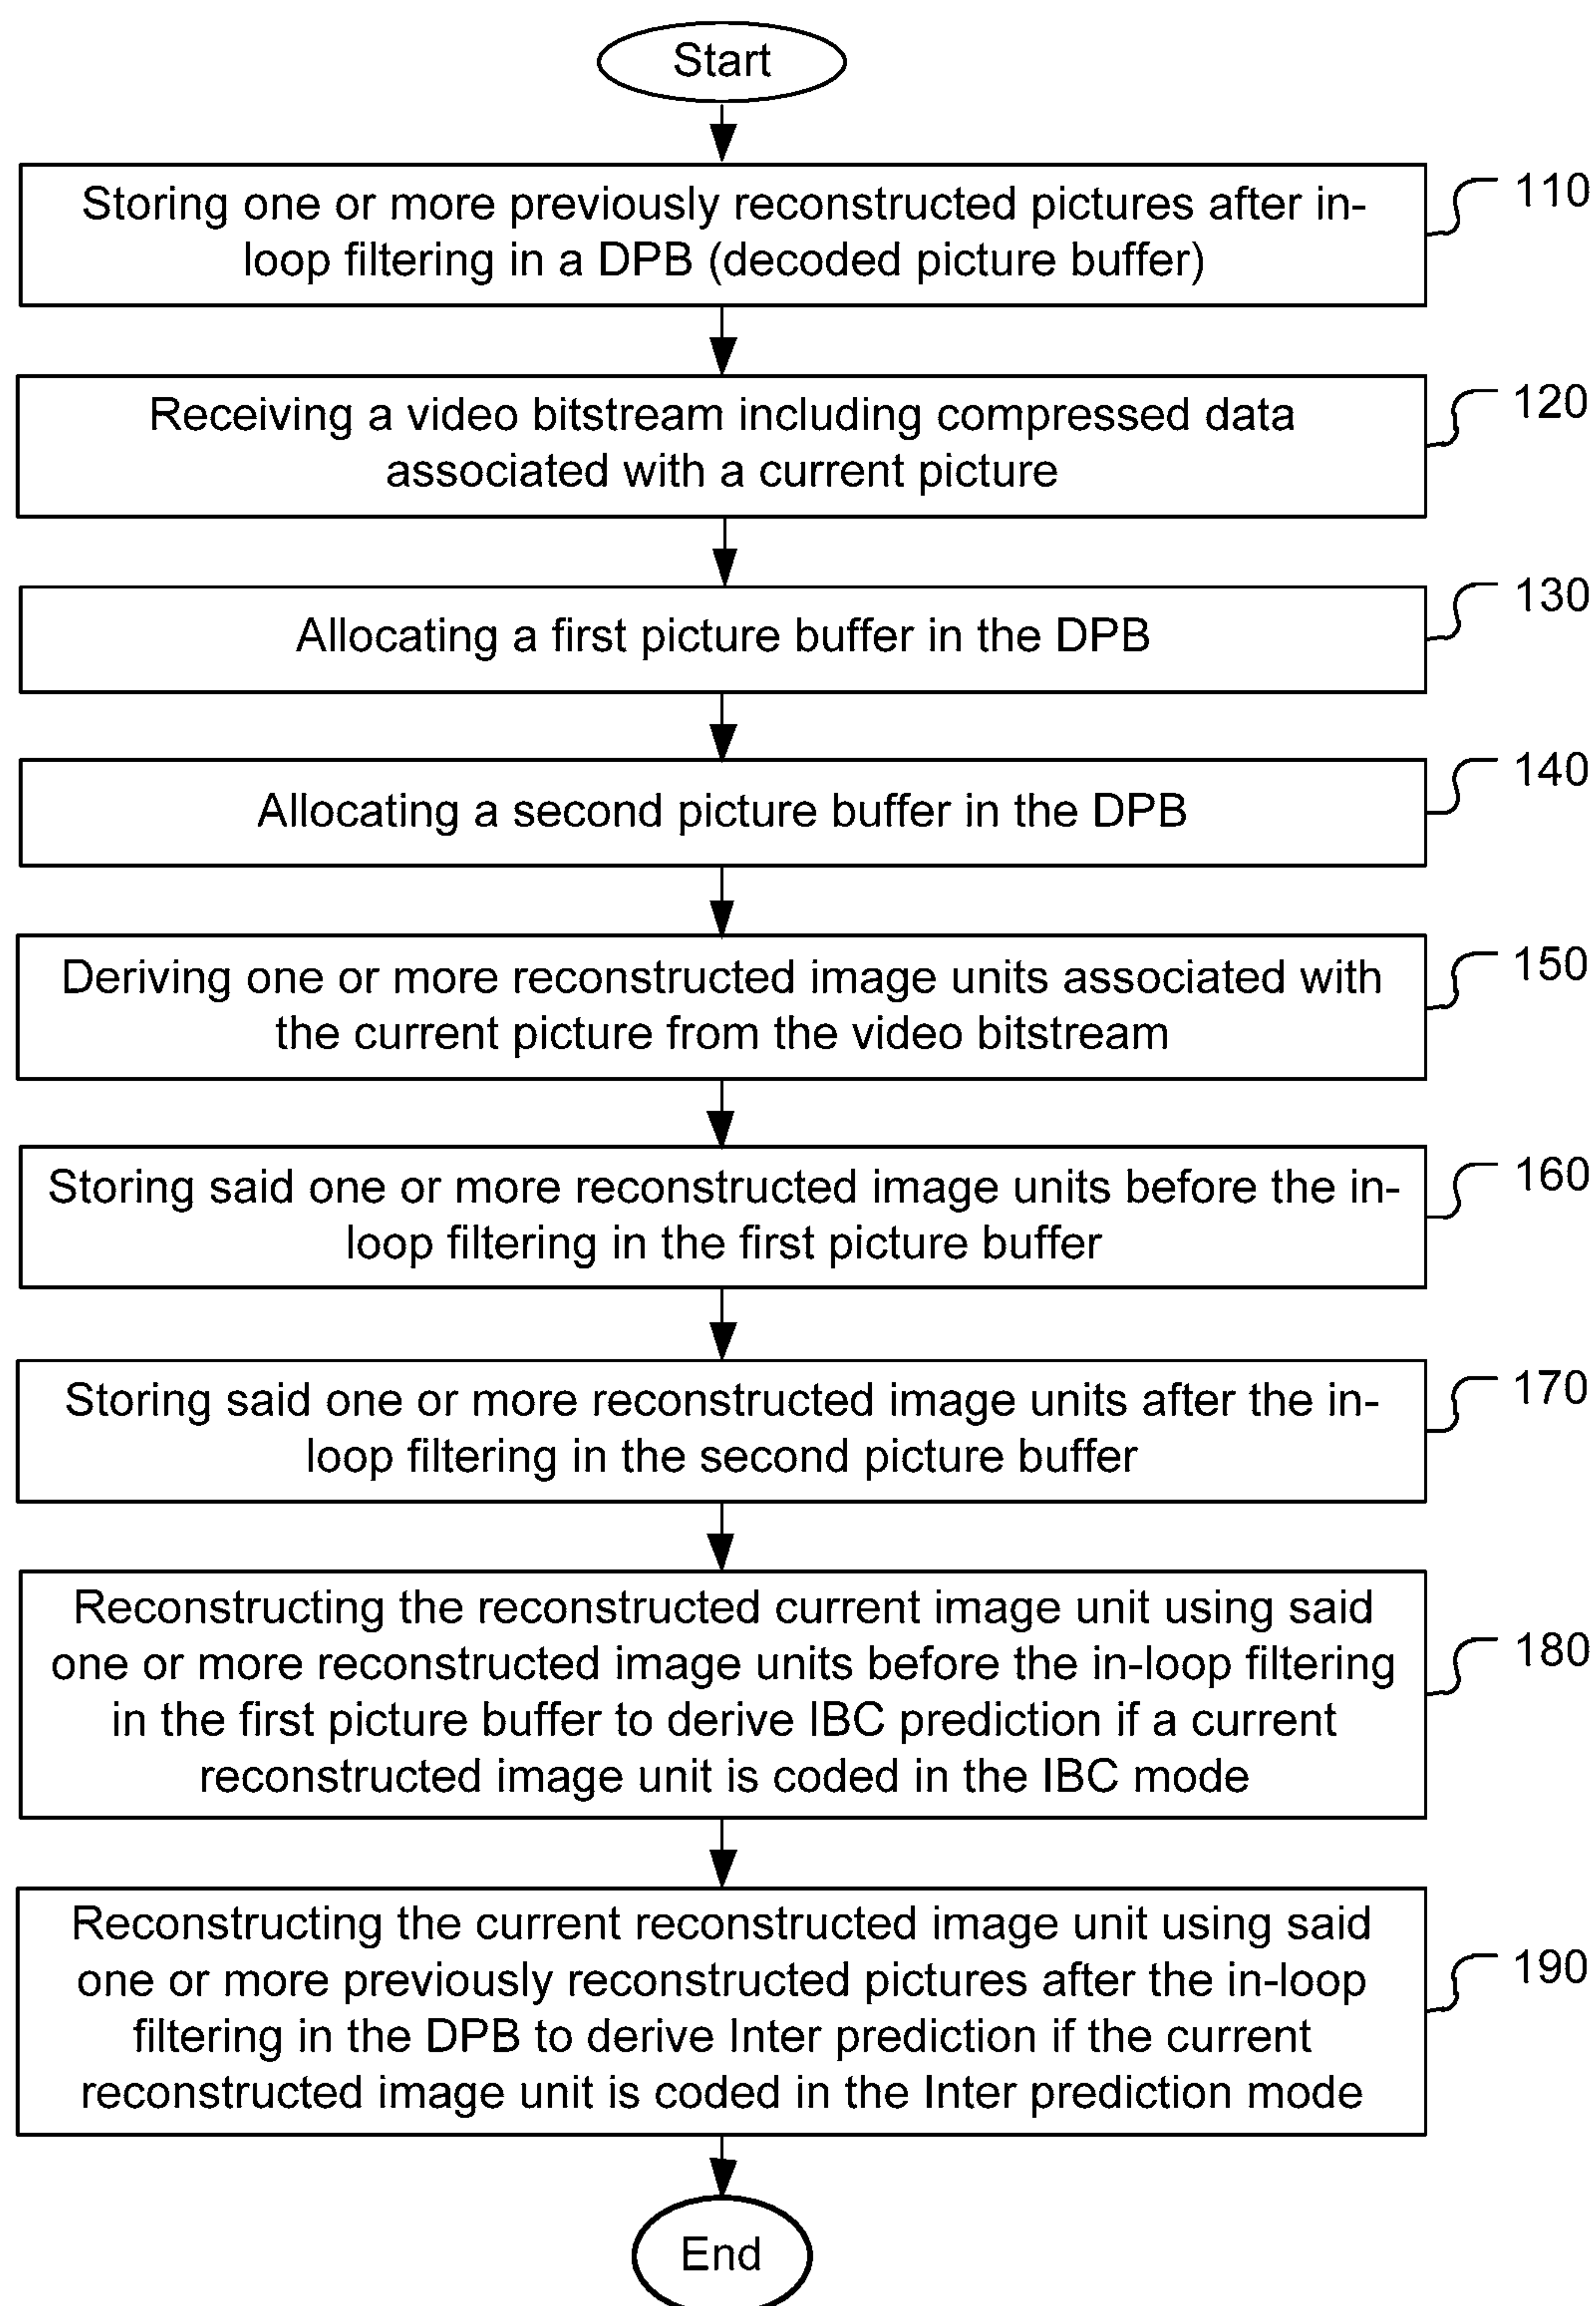 Start
Storing one or more previously reconstructed pictures after in-
loop filtering in a DPB (decoded picture buffer)
110
Receiving a video bitstream including compressed data
associated with a current picture
120
Allocating a first picture buffer in the DPB
130
Allocating a second picture buffer in the DPB
140
Deriving one or more reconstructed image units associated with
the current picture from the video bitstream
150
Storing said one or more reconstructed image units before the in-
loop filtering in the first picture buffer
160
Storing said one or more reconstructed image units after the in-
loop filtering in the second picture buffer
170
Reconstructing the reconstructed current image unit using said
one or more reconstructed image units before the in-loop filtering
in the first picture buffer to derive IBC prediction if a current
reconstructed image unit is coded in the IBC mode
180
Reconstructing the current reconstructed image unit using said
one or more previously reconstructed pictures after the in-loop
filtering in the DPB to derive Inter prediction if the current
reconstructed image unit is coded in the Inter prediction mode
190
End